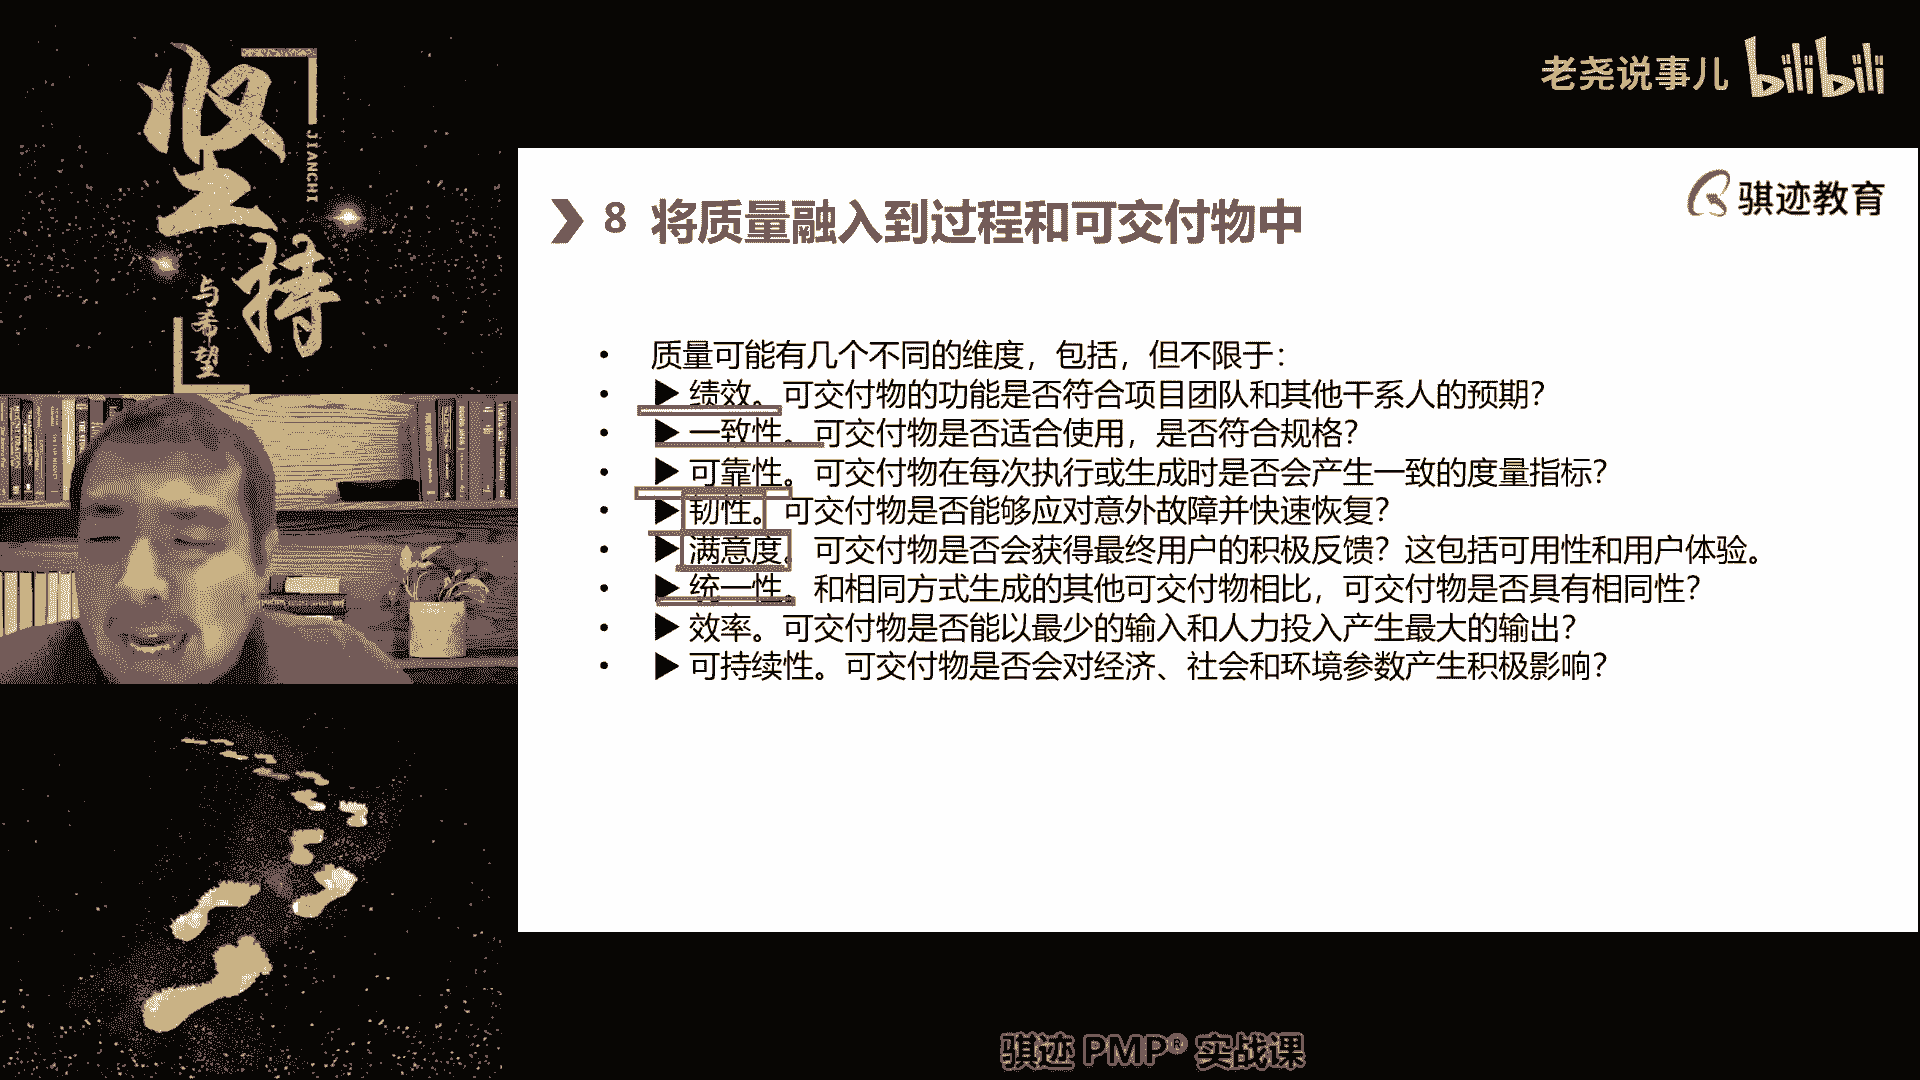 坚持
JIANCHI
与希望
老尧说事儿 bilibili
骐迹教育
8 将质量融入到过程和可交付物中
• 质量可能有几个不同的维度，包括，但不限于：
• ▶ 绩效。可交付物的功能是否符合项目团队和其他干系人的预期？
• ▶ 一致性。可交付物是否适合使用，是否符合规格？
• ▶ 可靠性。可交付物在每次执行或生成时是否会产生一致的度量指标？
• ▶ 韧性。可交付物是否能够应对意外故障并快速恢复？
• ▶ 满意度。可交付物是否会获得最终用户的积极反馈？这包括可用性和用户体验。
• ▶ 统一性。和相同方式生成的其他可交付物相比，可交付物是否具有相同性？
• ▶ 效率。可交付物是否能以最少的输入和人力投入产生最大的输出？
• ▶ 可持续性。可交付物是否会对经济、社会和环境参数产生积极影响？
骐迹 PMP® 实战课